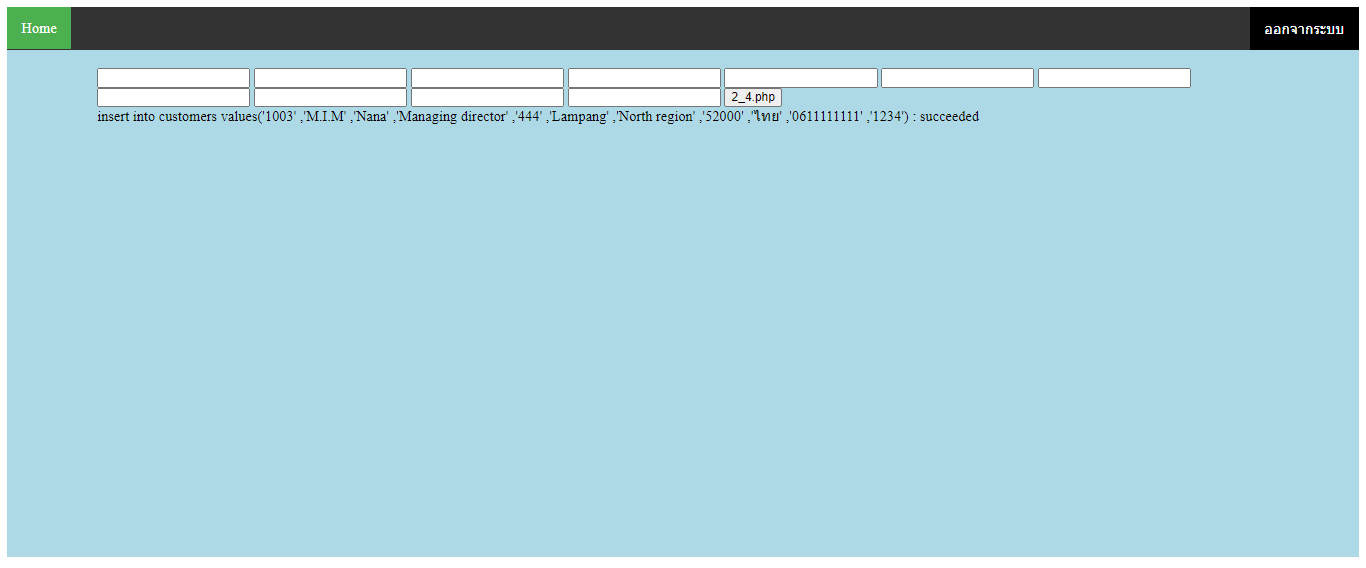 Home
ออกจากระบบ
2_4.php
insert into customers values('1003' ,'M.I.M' ,'Nana' ,'Managing director' ,'444' ,'Lampang' ,'North region' ,'52000' ,'ไทย' ,'0611111111' ,'1234') : succeeded